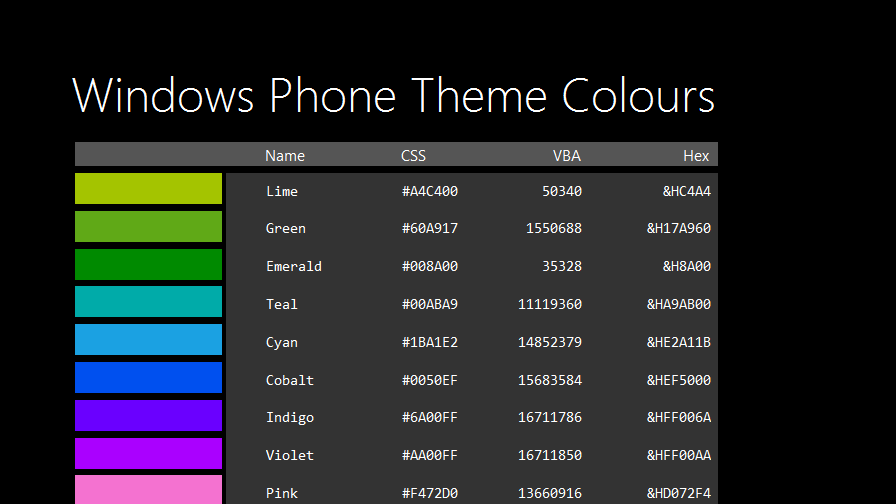 Windows Phone Theme Colours
Name CSS VBA Hex
Lime #A4C400 50340 &HC4A4
Green #60A917 1550688 &H17A960
Emerald #008A00 35328 &H8A00
Teal #00ABA9 11119360 &HA9AB00
Cyan #1BA1E2 14852379 &HE2A11B
Cobalt #0050EF 15683584 &HEF5000
Indigo #6A00FF 16711786 &HFF006A
Violet #AA00FF 16711850 &HFF00AA
Pink #F472D0 13660916 &HD072F4